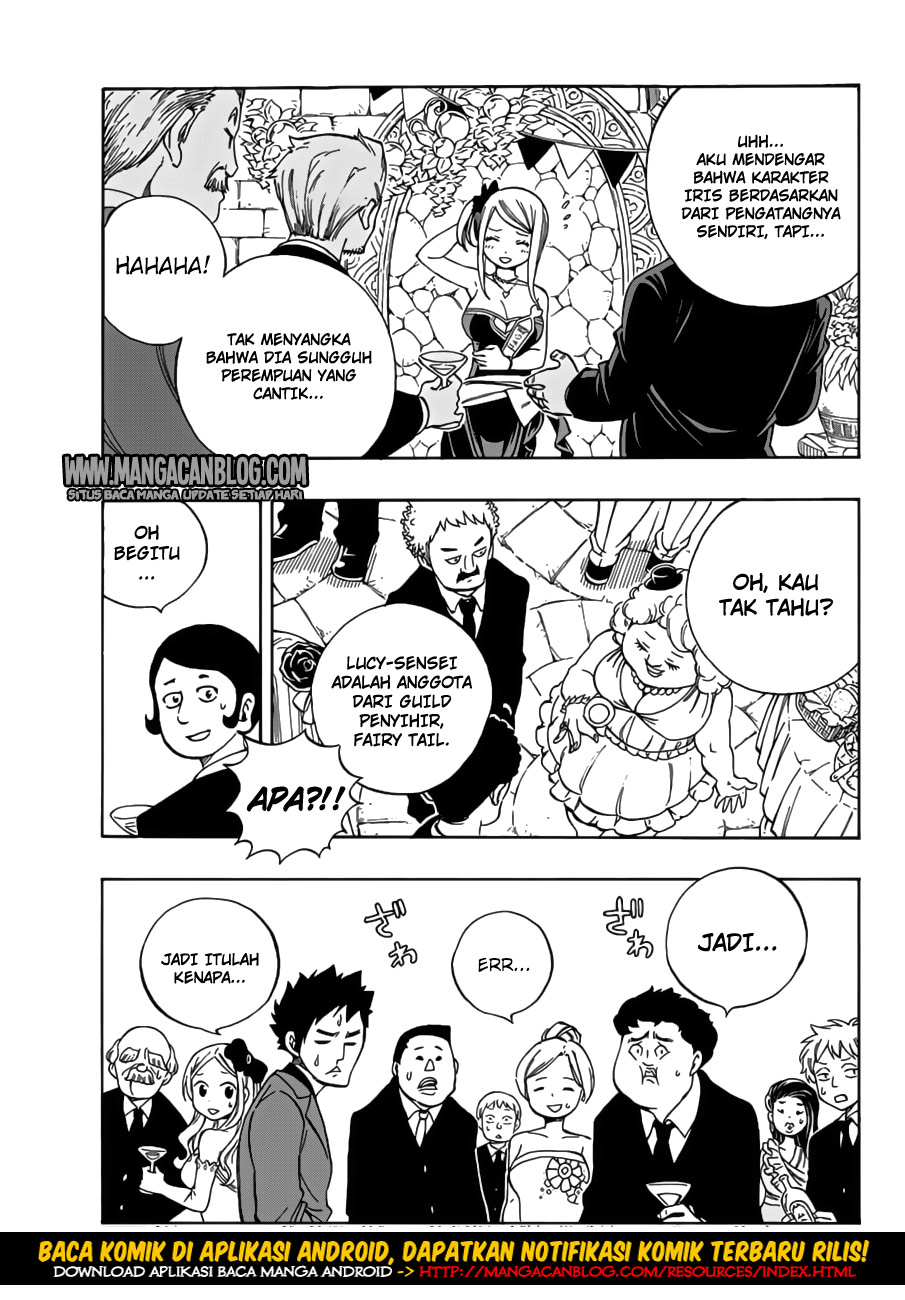 UHH...
AKU MENDENGAR
BAHWA KARAKTER
IRIS BERDASARKAN
DARI PENGATANGNYA
SENDIRI, TAPI...
HAHAHA!
TAK MENYANGKA
BAHWA DIA SUNGGUH
PEREMPUAN YANG
CANTIK...
WWW.MANGACANBLOG.COM
SITUS BACA MANGA UPDATE SETIAP HARI
OH, KAU
TAK TAHU?
LUCY-SENSEI
ADALAH ANGGOTA
DARI GUILD
PENYIHIR,
FAIRY TAIL.
OH
BEGITU
...
APA?!!
JADI...
ざわ
ERR...
ざわ
JADI ITULAH
KENAPA...
BACA KOMIK DI APLIKASI ANDROID, DAPATKAN NOTIFIKASI KOMIK TERBARU RILIS!
DOWNLOAD APLIKASI BACA MANGA ANDROID -> HTTP://MANGACANBLOG.COM/RESOURCES/INDEX.HTML